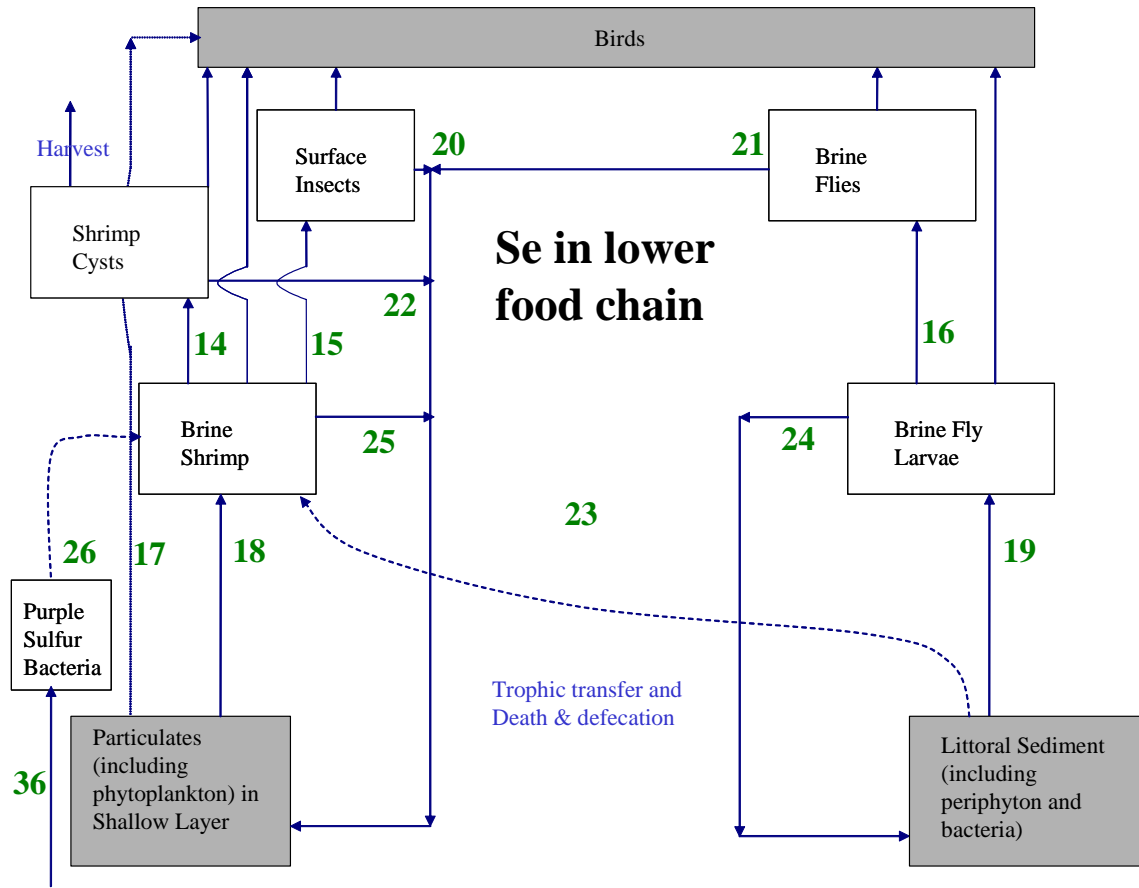 Birds
Harvest
Surface
Insects
20
21
Brine
Flies
Shrimp
Cysts
Se in lower
food chain
22
14
15
16
Brine
Shrimp
25
24
Brine Fly
Larvae
23
26
17
18
19
Purple
Sulfur
Bacteria
Trophic transfer and
Death & defecation
36
Particulates
(including
phytoplankton) in
Shallow Layer
Littoral Sediment
(including
periphyton and
bacteria)